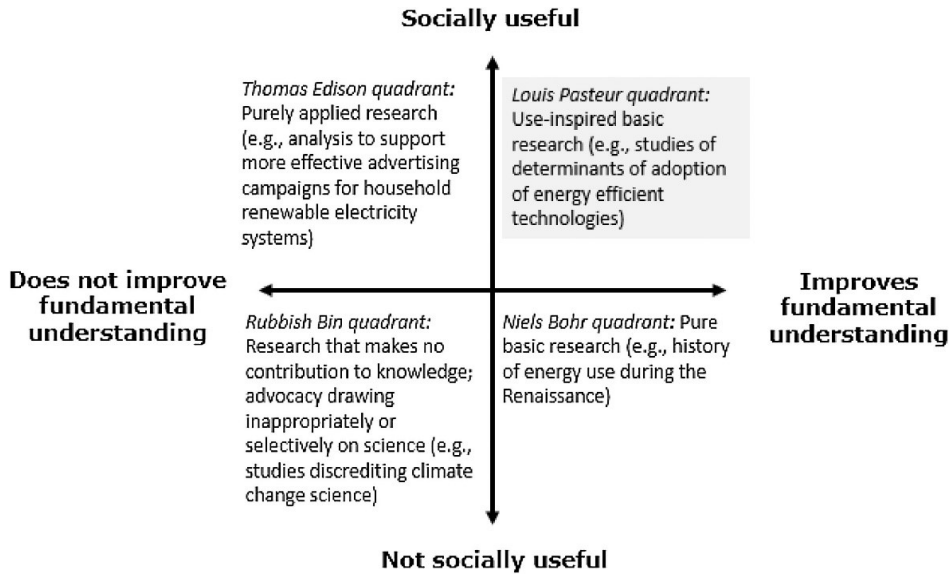 Socially useful
Thomas Edison quadrant:
Purely applied research
(e.g., analysis to support
more effective advertising
campaigns for household
renewable electricity
systems)
Louis Pasteur quadrant:
Use-inspired basic
research (e.g., studies of
determinants of adoption
of energy efficient
technologies)
Does not improve
fundamental
understanding
Improves
fundamental
understanding
Rubbish Bin quadrant:
Research that makes no
contribution to knowledge;
advocacy drawing
inappropriately or
selectively on science (e.g.,
studies discrediting climate
change science)
Niels Bohr quadrant: Pure
basic research (e.g., history
of energy use during the
Renaissance)
Not socially useful